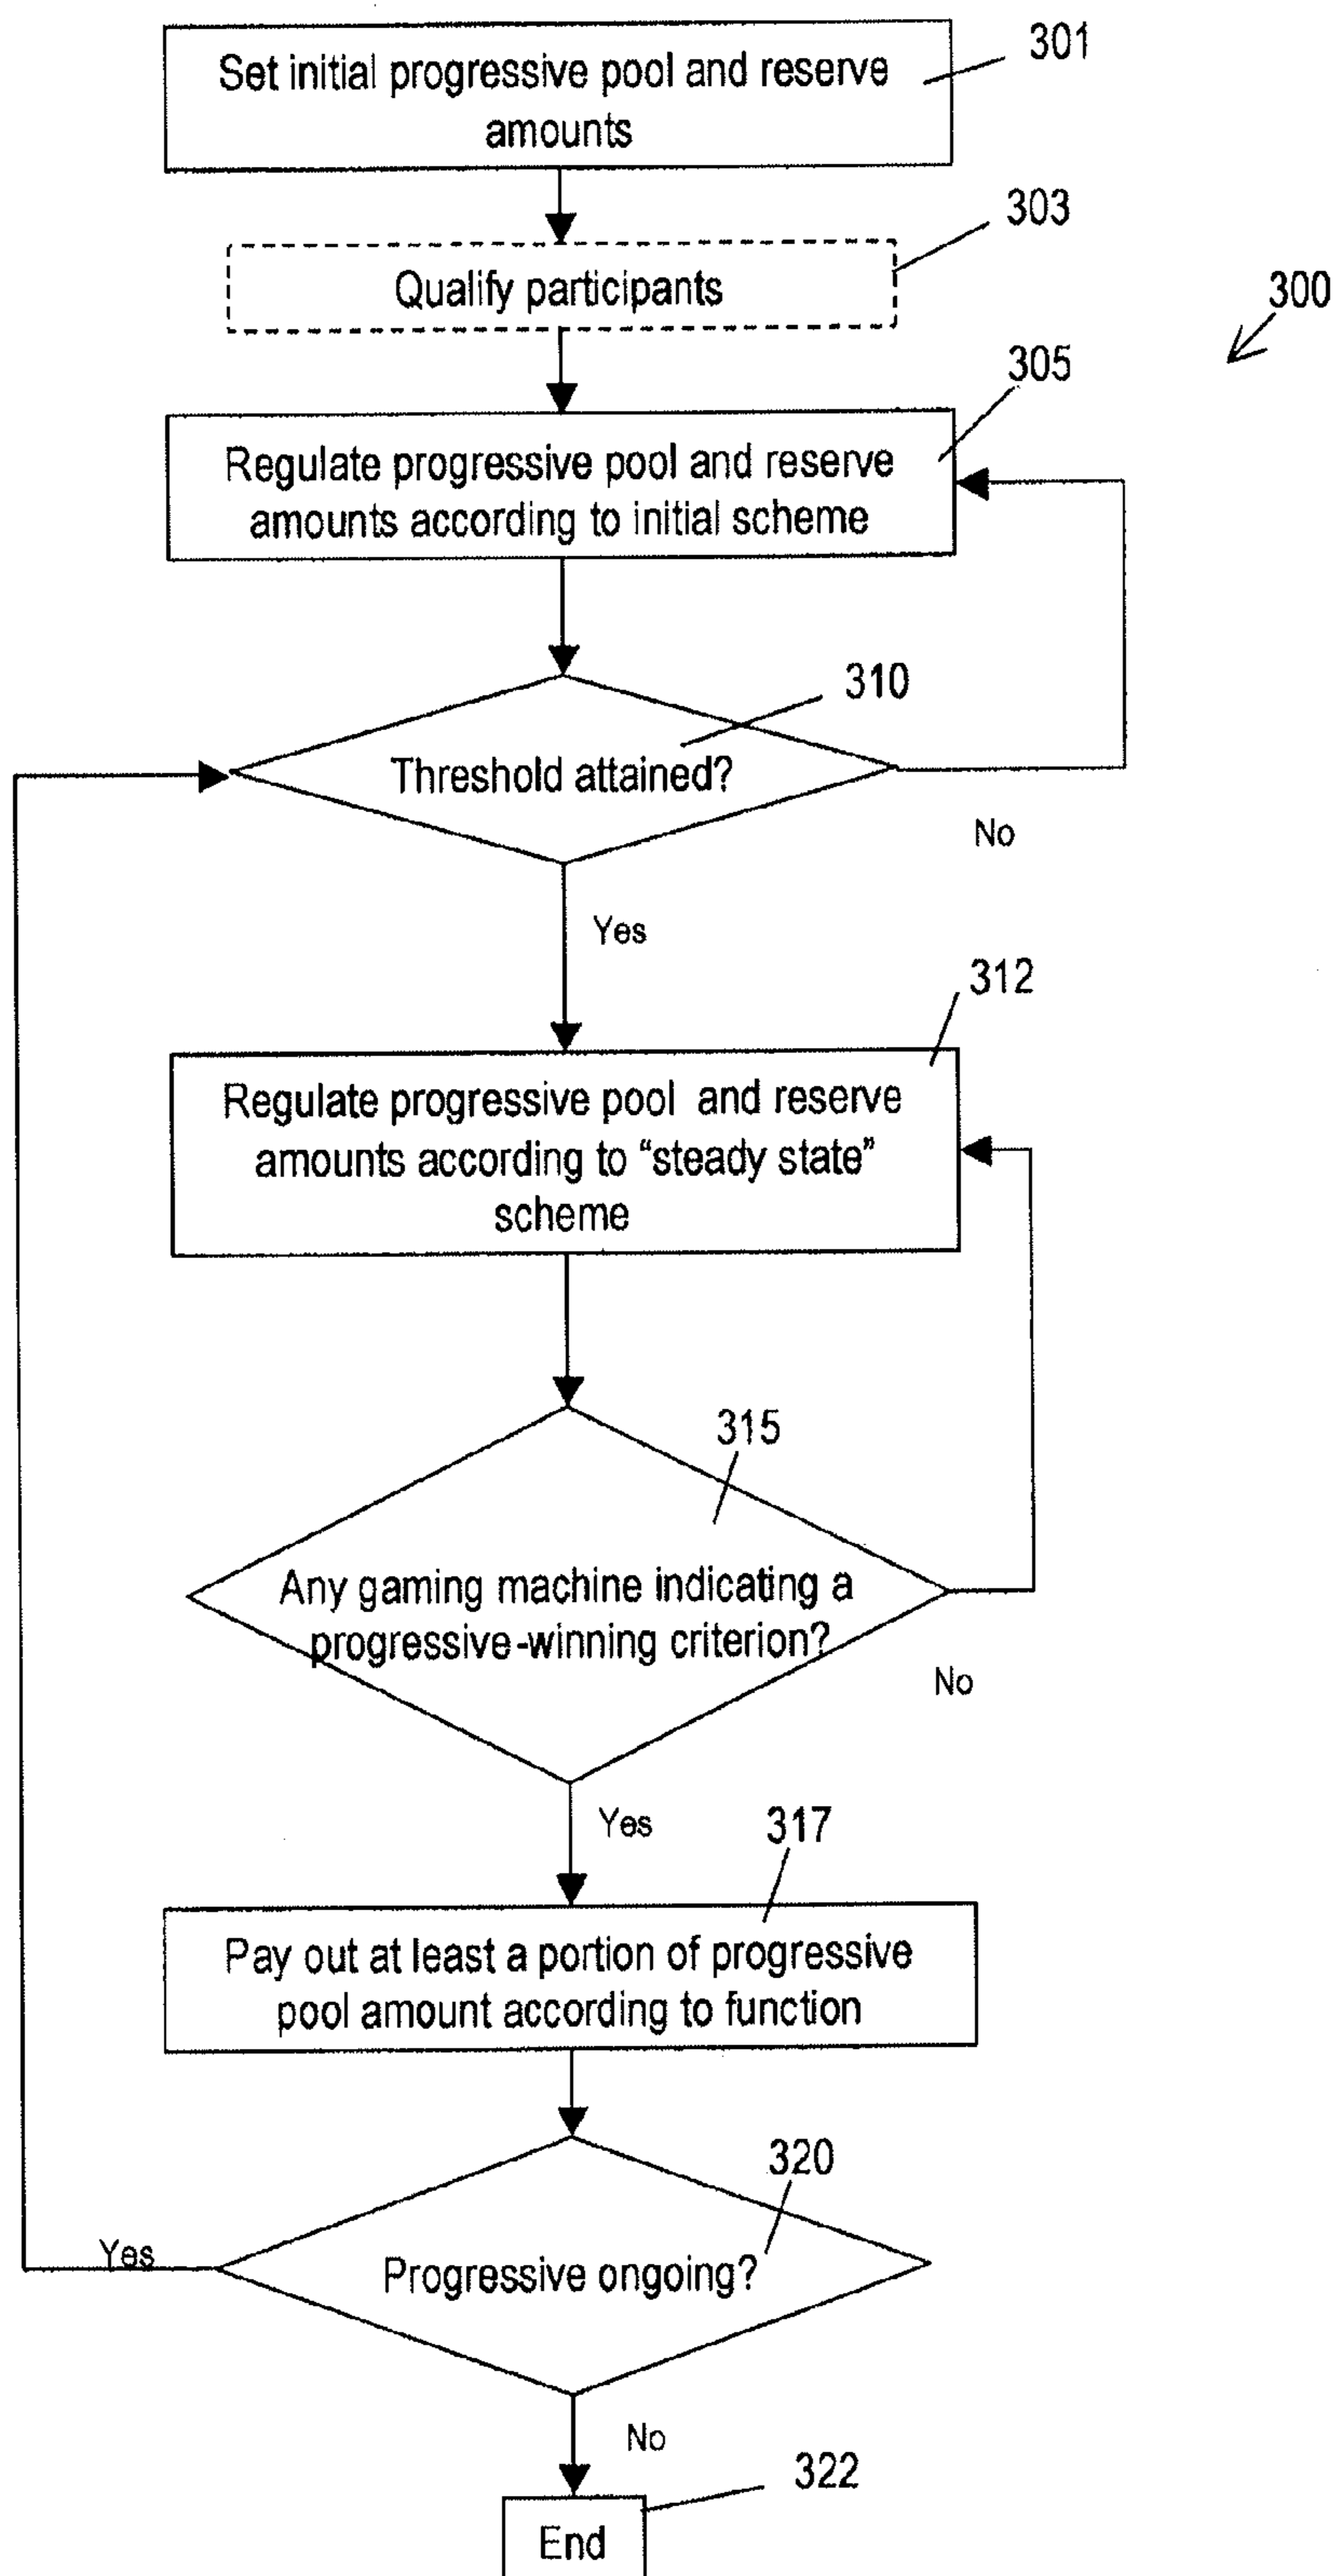 301
Set initial progressive pool and reserve
amounts
303
Qualify participants
300
305
Regulate progressive pool and reserve
amounts according to initial scheme
310
Threshold attained?
No
Yes
312
Regulate progressive pool and reserve
amounts according to “steady state”
scheme
315
Any gaming machine indicating a
progressive-winning criterion?
No
Yes
317
Pay out at least a portion of progressive
pool amount according to function
320
Yes
Progressive ongoing?
No
322
End